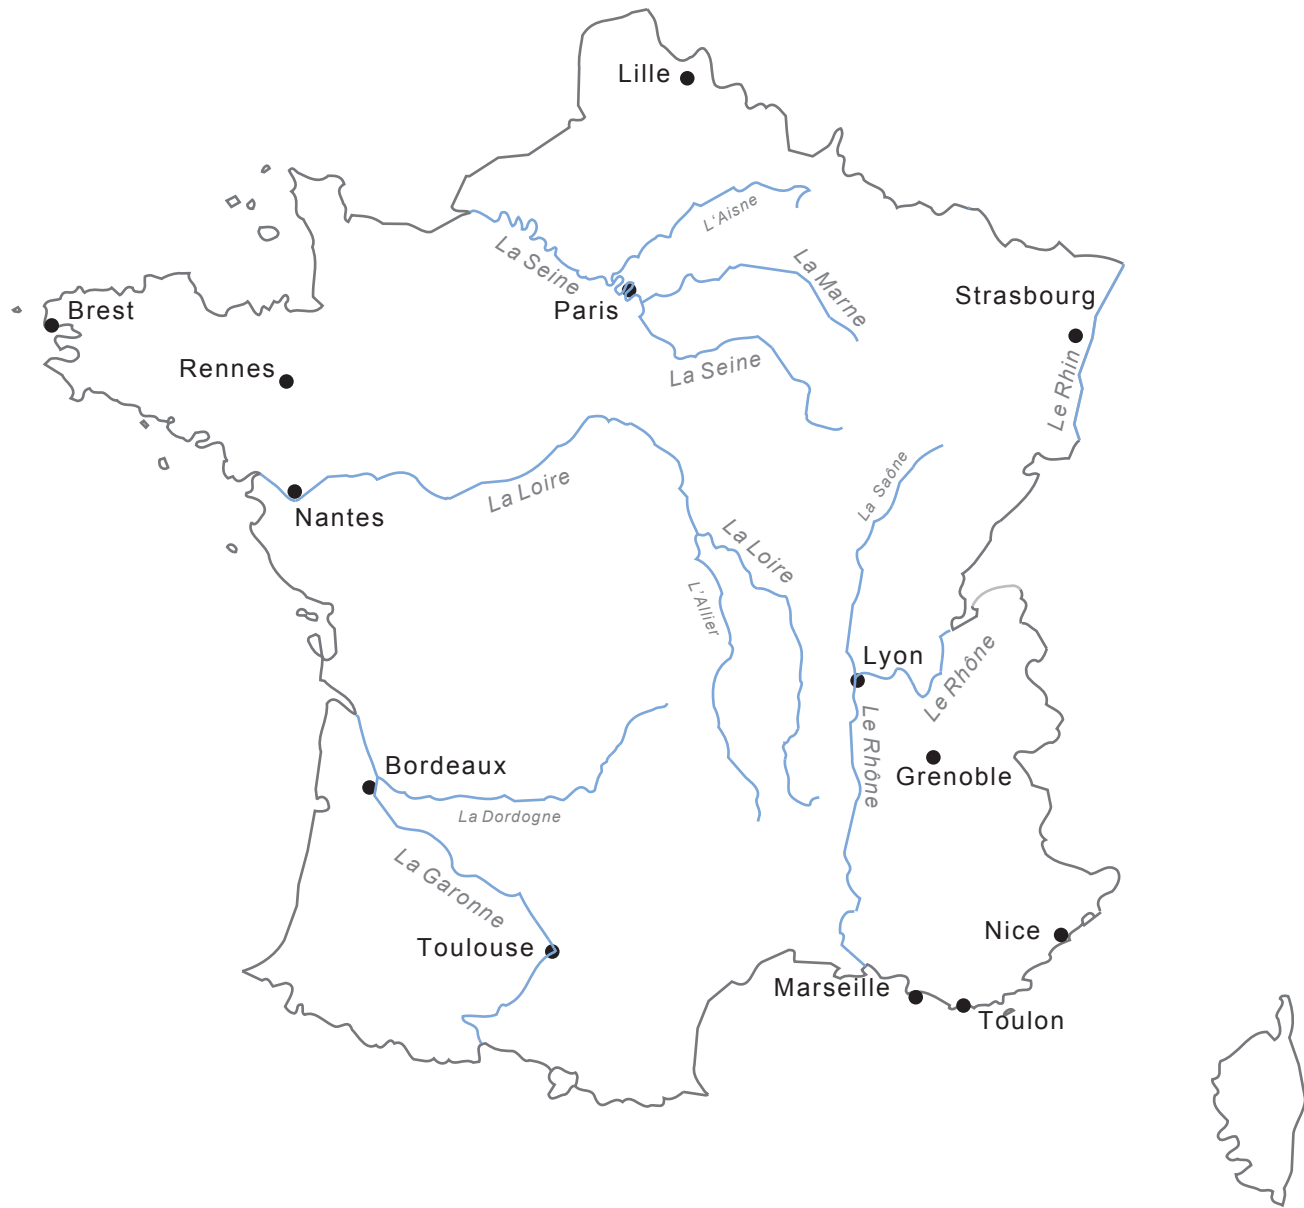 Lille
L'Aisne
La Seine
La Marne
Strasbourg
Brest
Paris
Rennes
La Seine
Le Rhin
La Loire
La Saône
Nantes
La Loire
L'Allier
Lyon
Le Rhône
Le Rhône
Bordeaux
Grenoble
La Dordogne
La Garonne
Nice
Toulouse
Marseille
Toulon